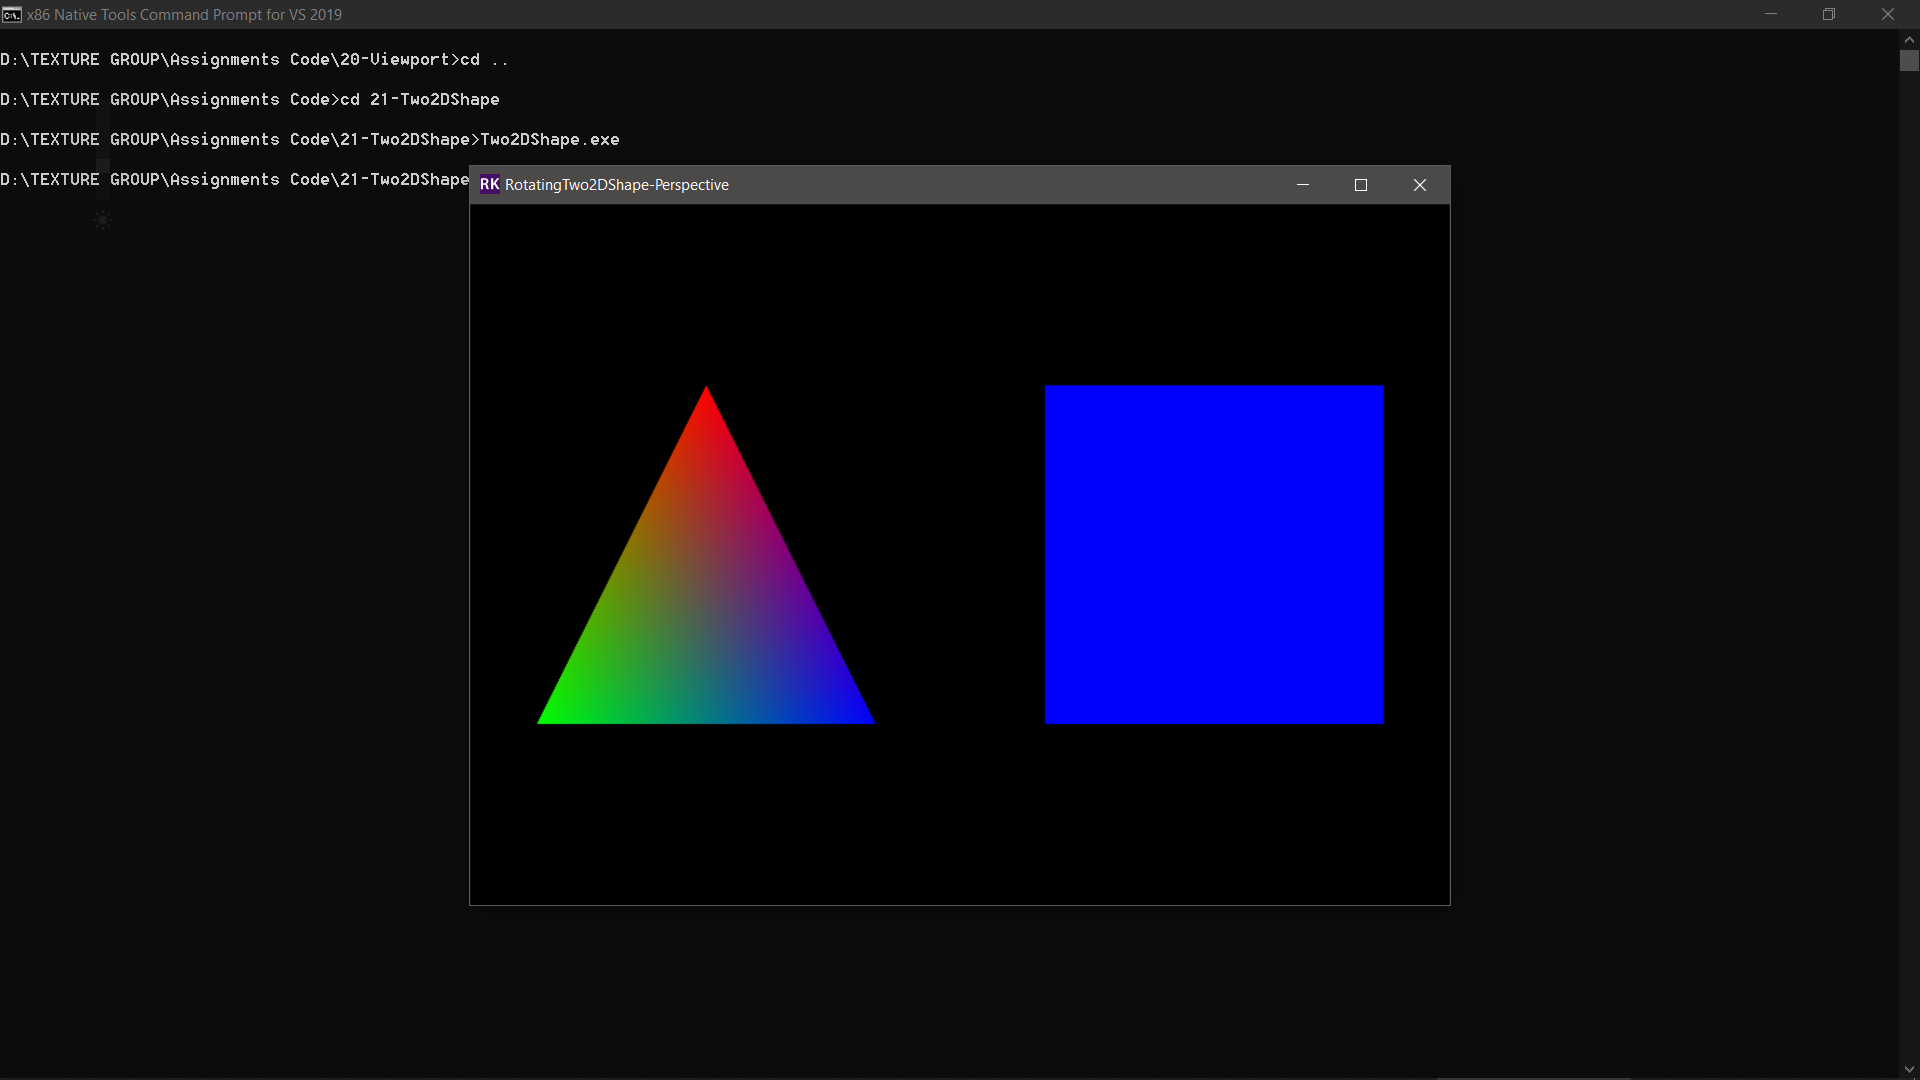 x86 Native Tools Command Prompt for VS 2019
D:\TEXTURE GROUP\Assignments Code\20-Viewport>cd ..
D:\TEXTURE GROUP\Assignments Code>cd 21-Two2DShape
D:\TEXTURE GROUP\Assignments Code\21-Two2DShape>Two2DShape.exe
D:\TEXTURE GROUP\Assignments Code\21-Two2DShape
RK RotatingTwo2DShape-Perspective